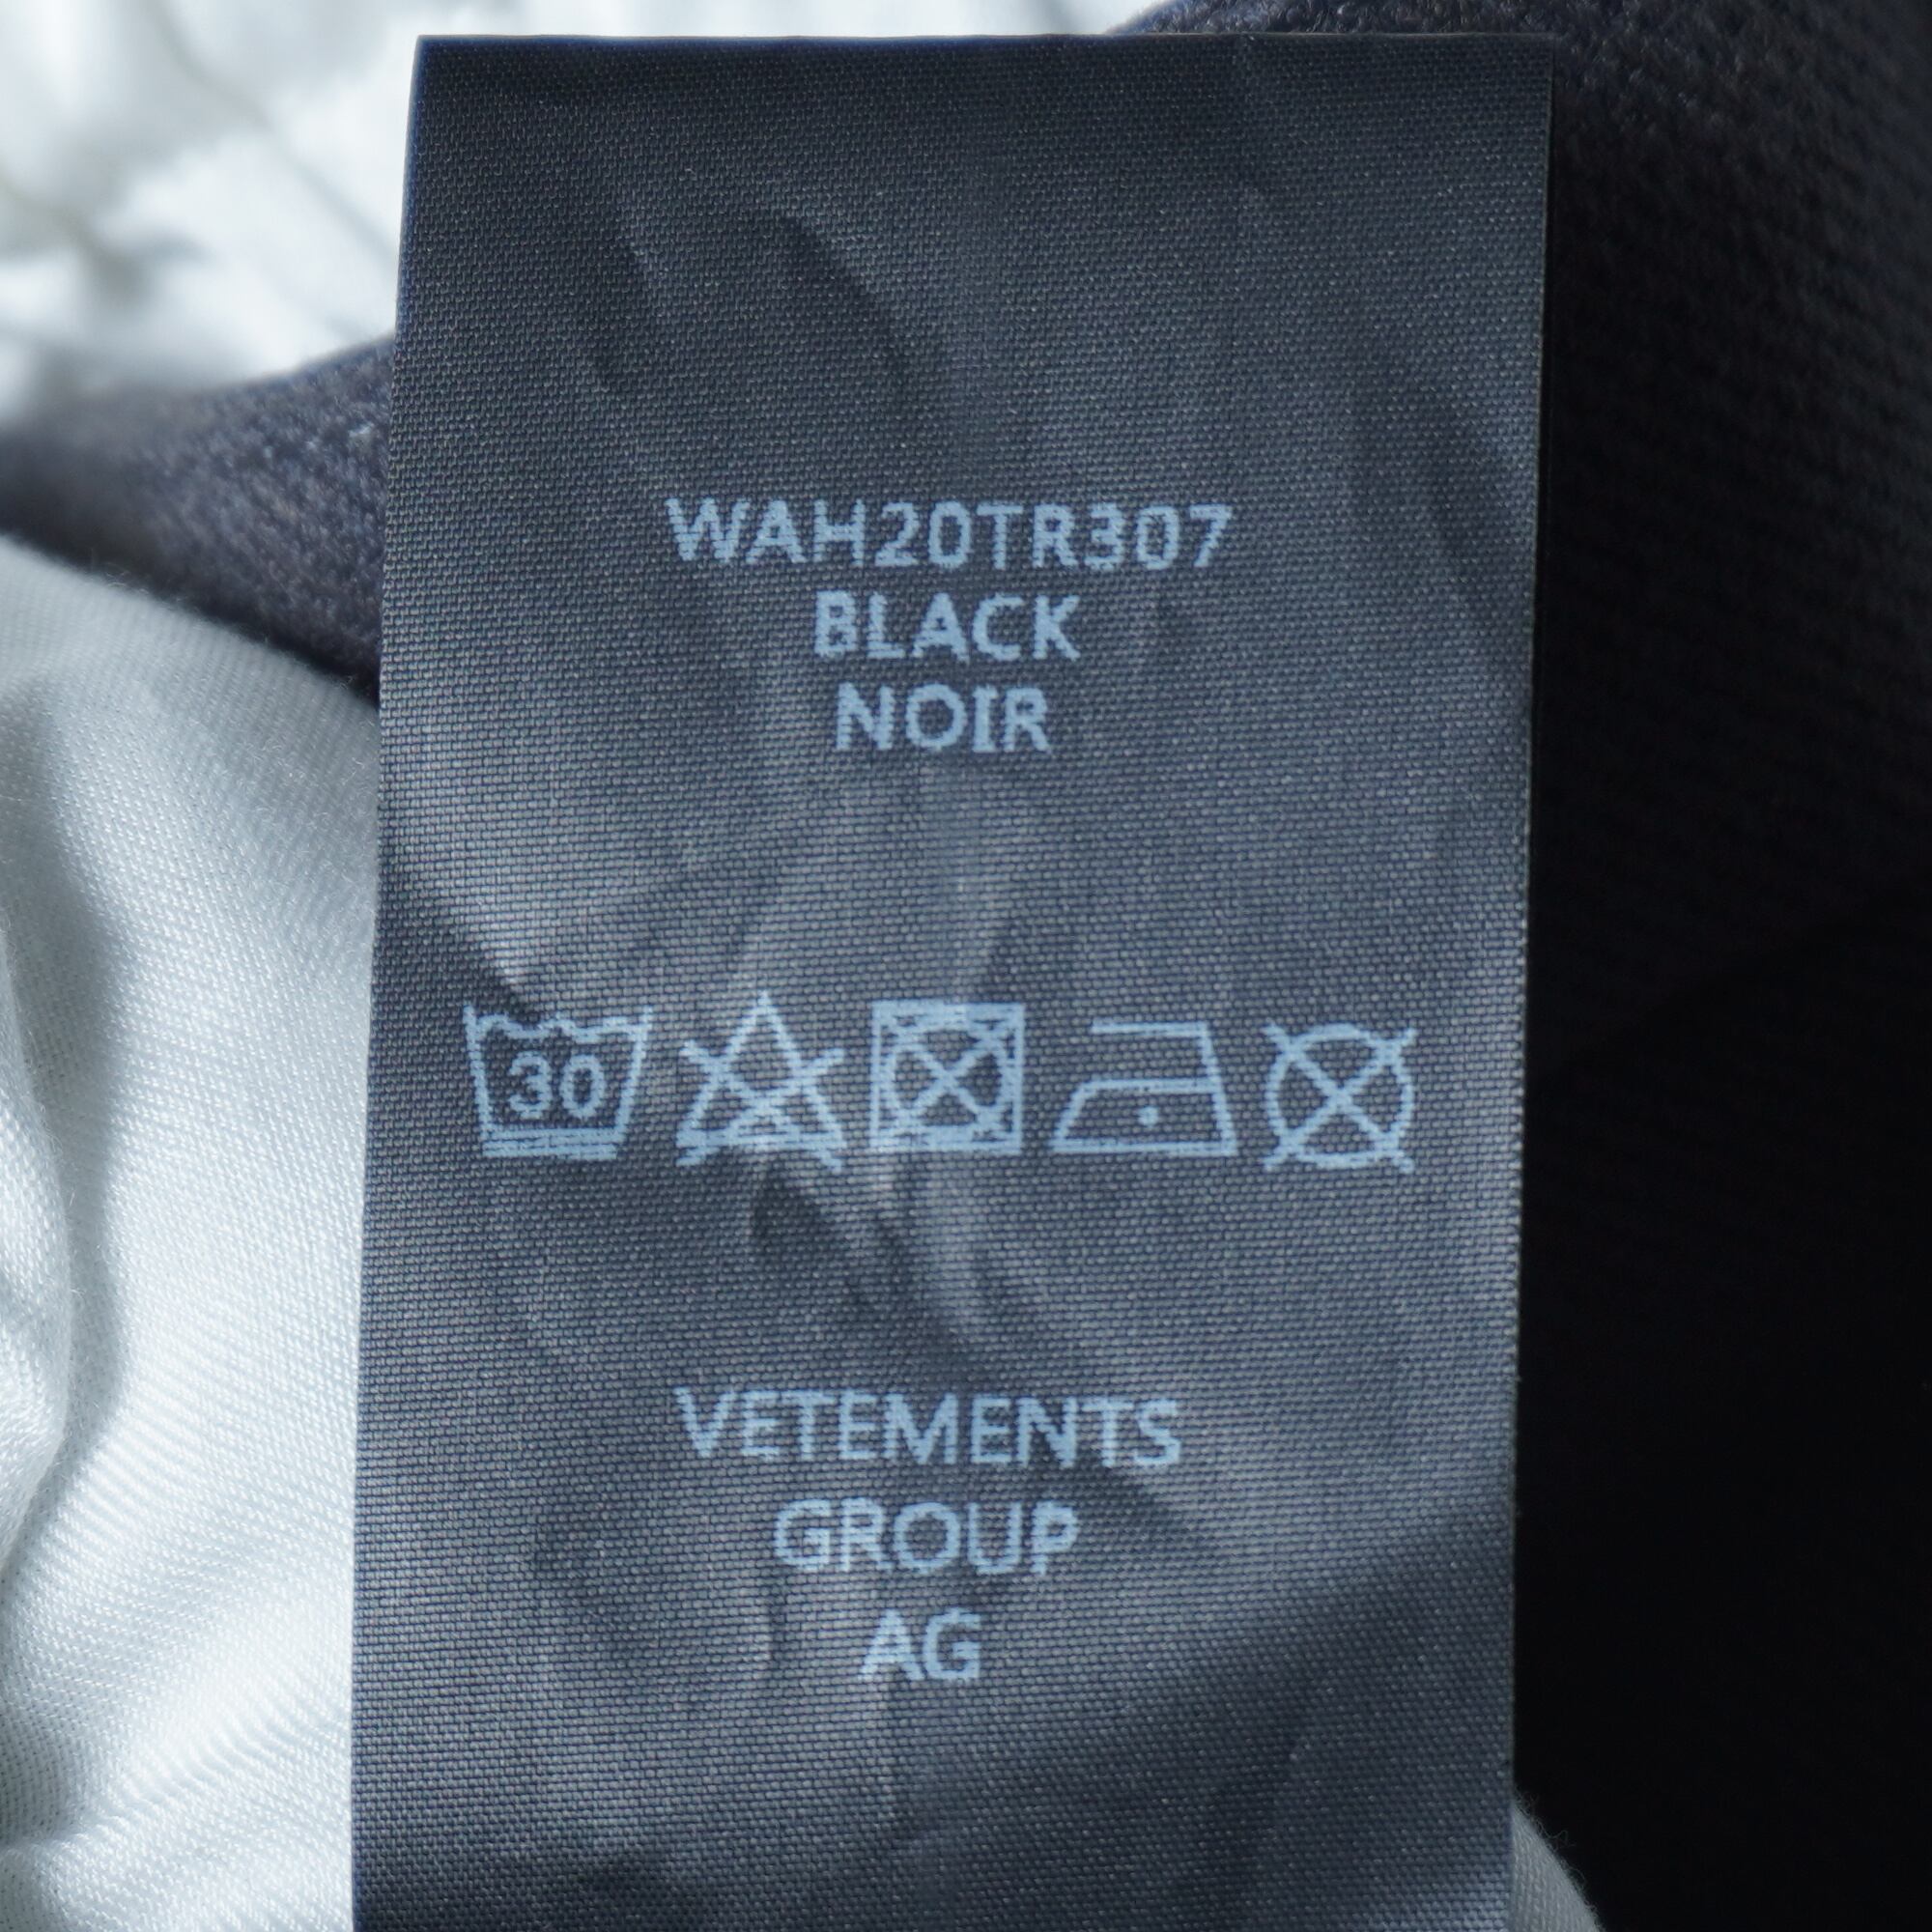 WAH20TR307
BLACK
NOIR
30
VETEMENTS
GROUP
AG